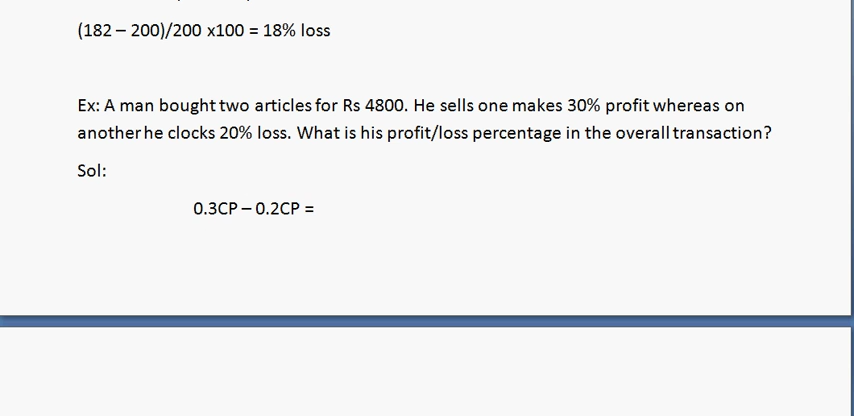 (182 – 200)/200 x100 = 18% loss
Ex: A man bought two articles for Rs 4800. He sells one makes 30% profit whereas on
another he clocks 20% loss. What is his profit/loss percentage in the overall transaction?
Sol:
0.3CP – 0.2CP =